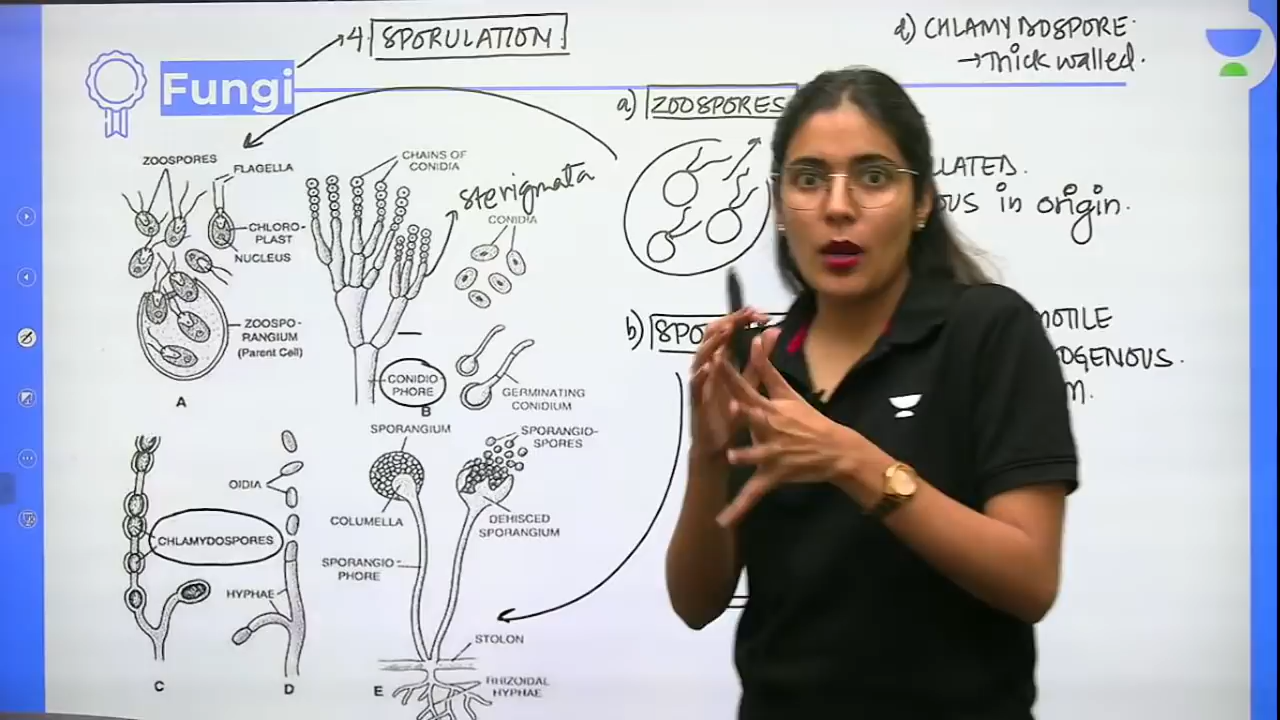 4. SPORULATION
d) CHLAMYDOSPORE
→ Thick walled.
Fungi
a) ZOOSPORES
ZOOSPORES
FLAGELLA
CHLORO-
PLAST
NUCLEUS
ZOOSPO-
RANGIUM
(Parent Cell)
A
CHAINS OF
CONIDIA
sterigmata
CONIDIA
CONIDIO
PHORE
B
GERMINATING
CONIDIUM
LLATED.
OUS in origin.
b) SPO
MOTILE
OGENOUS.
M.
OIDIA
CHLAMYDOSPORES
HYPHAE
C
D
SPORANGIUM
SPORANGIO-
SPORES
COLUMELLA
DEHISCED
SPORANGIUM
SPORANGIO-
PHORE
STOLON
RHIZOIDAL
HYPHAE
E